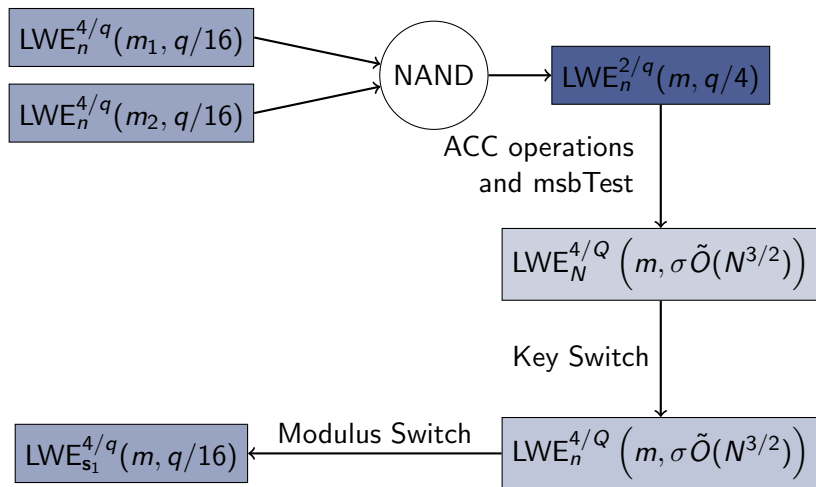 LWE_n^{4/q}(m_1, q/16)
NAND
LWE_n^{2/q}(m, q/4)
LWE_n^{4/q}(m_2, q/16)
ACC operations
and msbTest
LWE_N^{4/Q} (m, σÕ(N^{3/2}))
Key Switch
LWE_{s_1}^{4/q}(m, q/16)
Modulus Switch
LWE_n^{4/Q} (m, σÕ(N^{3/2}))